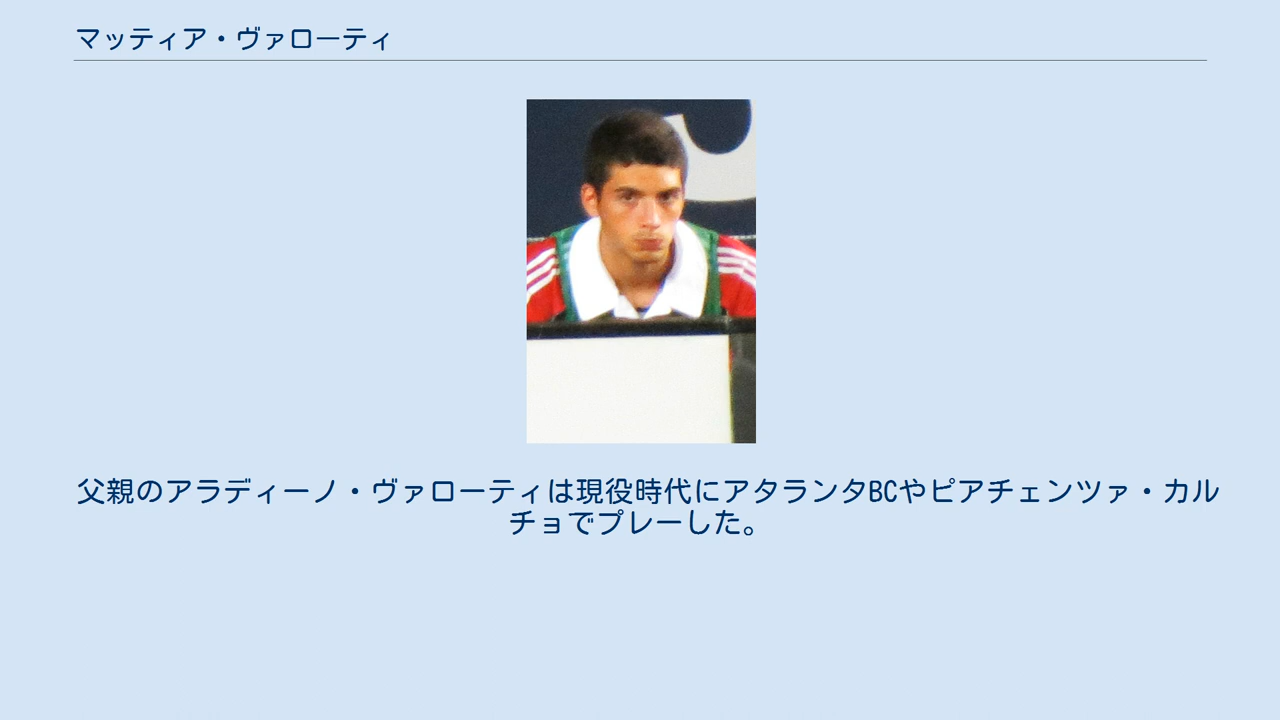 マッティア・ヴァローティ
父親のアラディーノ・ヴァローティは現役時代にアタランタBCやピアチェンツァ・カル
チョでプレーした。